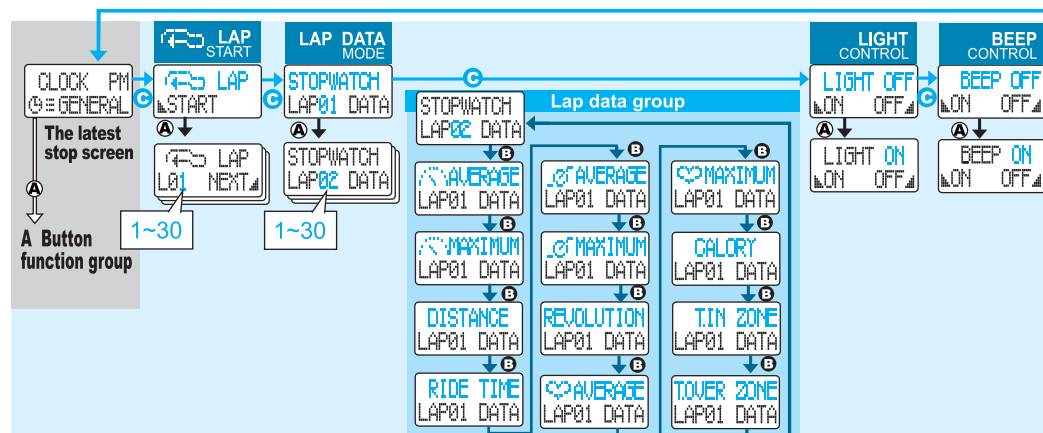 LAP
START
LAP DATA
MODE
LIGHT
CONTROL
BEEP
CONTROL
CLOCK PM
GENERAL
C
LAP
START
C
STOPWATCH
LAP01 DATA
C
LIGHT OFF
ON OFF
C
BEEP OFF
ON OFF
The latest
stop screen
A
LAP
L01 NEXT
1~30
A
STOPWATCH
LAP02 DATA
1~30
A
A Button
function group
Lap data group
STOPWATCH
LAP02 DATA
B
AVERAGE
LAP01 DATA
B
MAXIMUM
LAP01 DATA
B
DISTANCE
LAP01 DATA
B
RIDE TIME
LAP01 DATA
B
AVERAGE
LAP01 DATA
B
MAXIMUM
LAP01 DATA
B
REVOLUTION
LAP01 DATA
B
AVERAGE
LAP01 DATA
B
MAXIMUM
LAP01 DATA
B
CALORY
LAP01 DATA
B
T.IN ZONE
LAP01 DATA
B
T.OVER ZONE
LAP01 DATA
A
LIGHT ON
ON OFF
A
BEEP ON
ON OFF